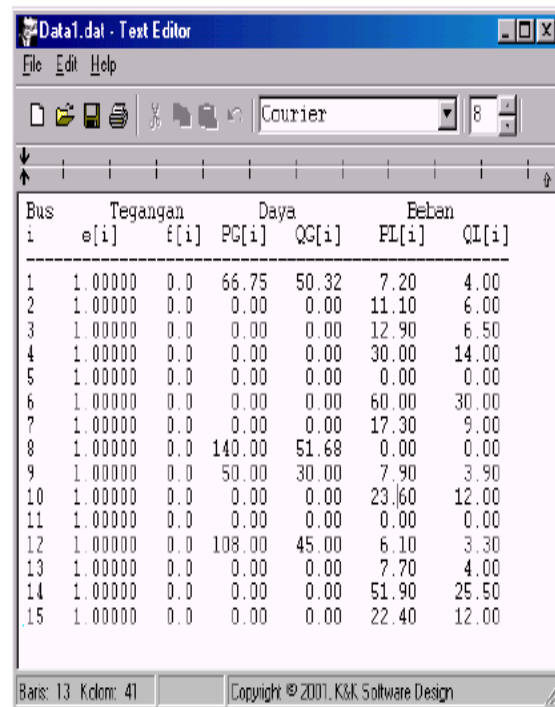 Data1.dat - Text Editor
File Edit Help
Courier 8
Bus Tegangan Daya Beban
i e[i] f[i] PG[i] QG[i] PL[i] QL[i]
1 1.00000 0.0 66.75 50.32 7.20 4.00
2 1.00000 0.0 0.00 0.00 11.10 6.00
3 1.00000 0.0 0.00 0.00 12.90 6.50
4 1.00000 0.0 0.00 0.00 30.00 14.00
5 1.00000 0.0 0.00 0.00 0.00 0.00
6 1.00000 0.0 0.00 0.00 60.00 30.00
7 1.00000 0.0 0.00 0.00 17.30 9.00
8 1.00000 0.0 140.00 51.68 0.00 0.00
9 1.00000 0.0 50.00 30.00 7.90 3.90
10 1.00000 0.0 0.00 0.00 23.60 12.00
11 1.00000 0.0 0.00 0.00 0.00 0.00
12 1.00000 0.0 108.00 45.00 6.10 3.30
13 1.00000 0.0 0.00 0.00 7.70 4.00
14 1.00000 0.0 0.00 0.00 51.90 25.50
15 1.00000 0.0 0.00 0.00 22.40 12.00
Baris: 13 Kolom: 41 Copyright © 2001, K&K Software Design